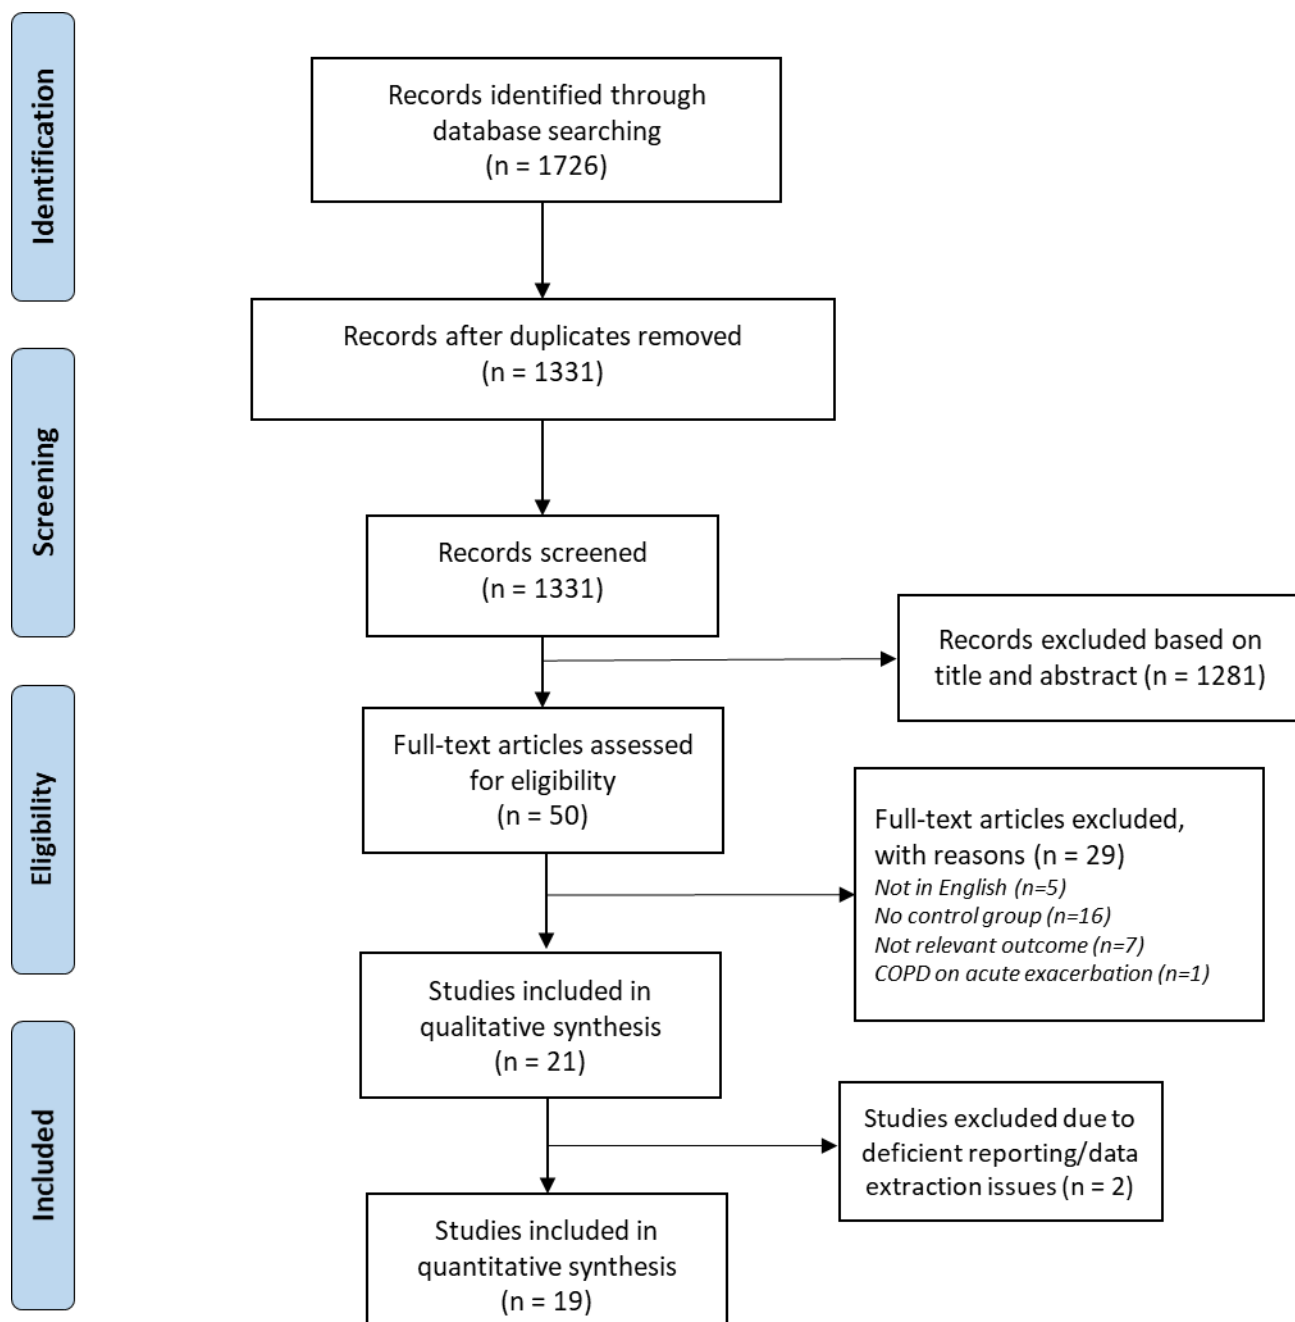 Identification
Records identified through
database searching
(n = 1726)
Records after duplicates removed
(n = 1331)
Screening
Records screened
(n = 1331)
Records excluded based on
title and abstract (n = 1281)
Eligibility
Full-text articles assessed
for eligibility
(n = 50)
Full-text articles excluded,
with reasons (n = 29)
Not in English (n=5)
No control group (n=16)
Not relevant outcome (n=7)
COPD on acute exacerbation (n=1)
Studies included in
qualitative synthesis
(n = 21)
Included
Studies excluded due to
deficient reporting/data
extraction issues (n = 2)
Studies included in
quantitative synthesis
(n = 19)